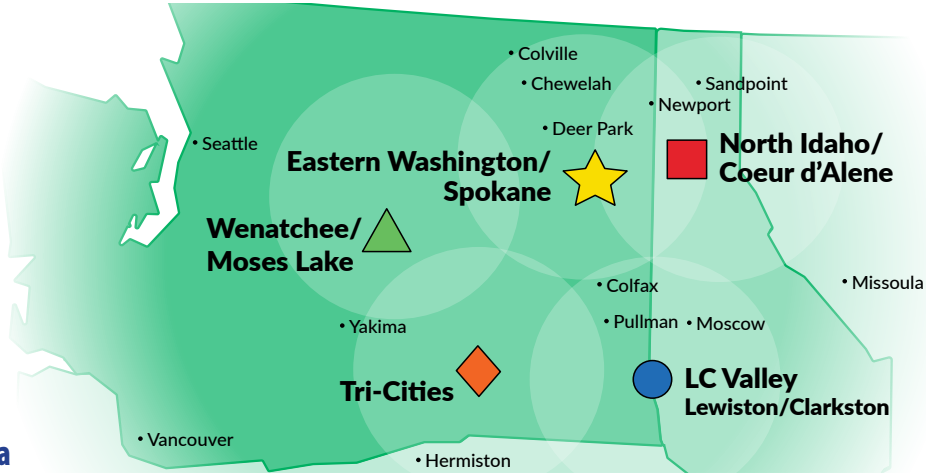 • Colville
• Chewelah
• Sandpoint
• Newport
• Deer Park
• Seattle
Eastern Washington/
Spokane
North Idaho/
Coeur d’Alene
Wenatchee/
Moses Lake
• Missoula
• Colfax
• Yakima
• Pullman
• Moscow
Tri-Cities
LC Valley
Lewiston/Clarkston
• Vancouver
a
• Hermiston